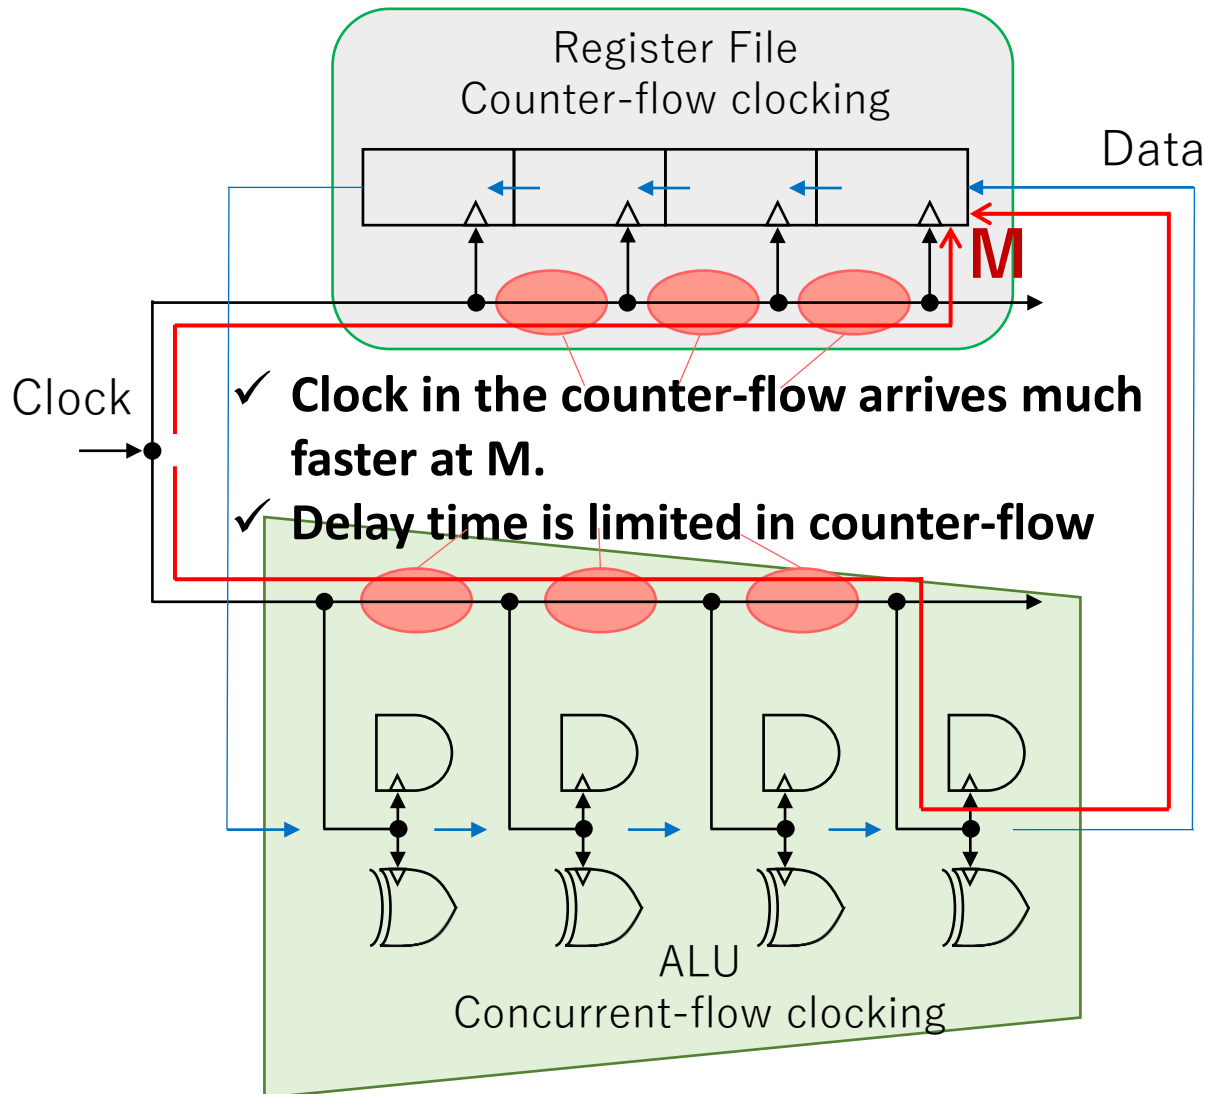 Register File
Counter-flow clocking
Data
M
Clock
✓ Clock in the counter-flow arrives much
faster at M.
✓ Delay time is limited in counter-flow
ALU
Concurrent-flow clocking